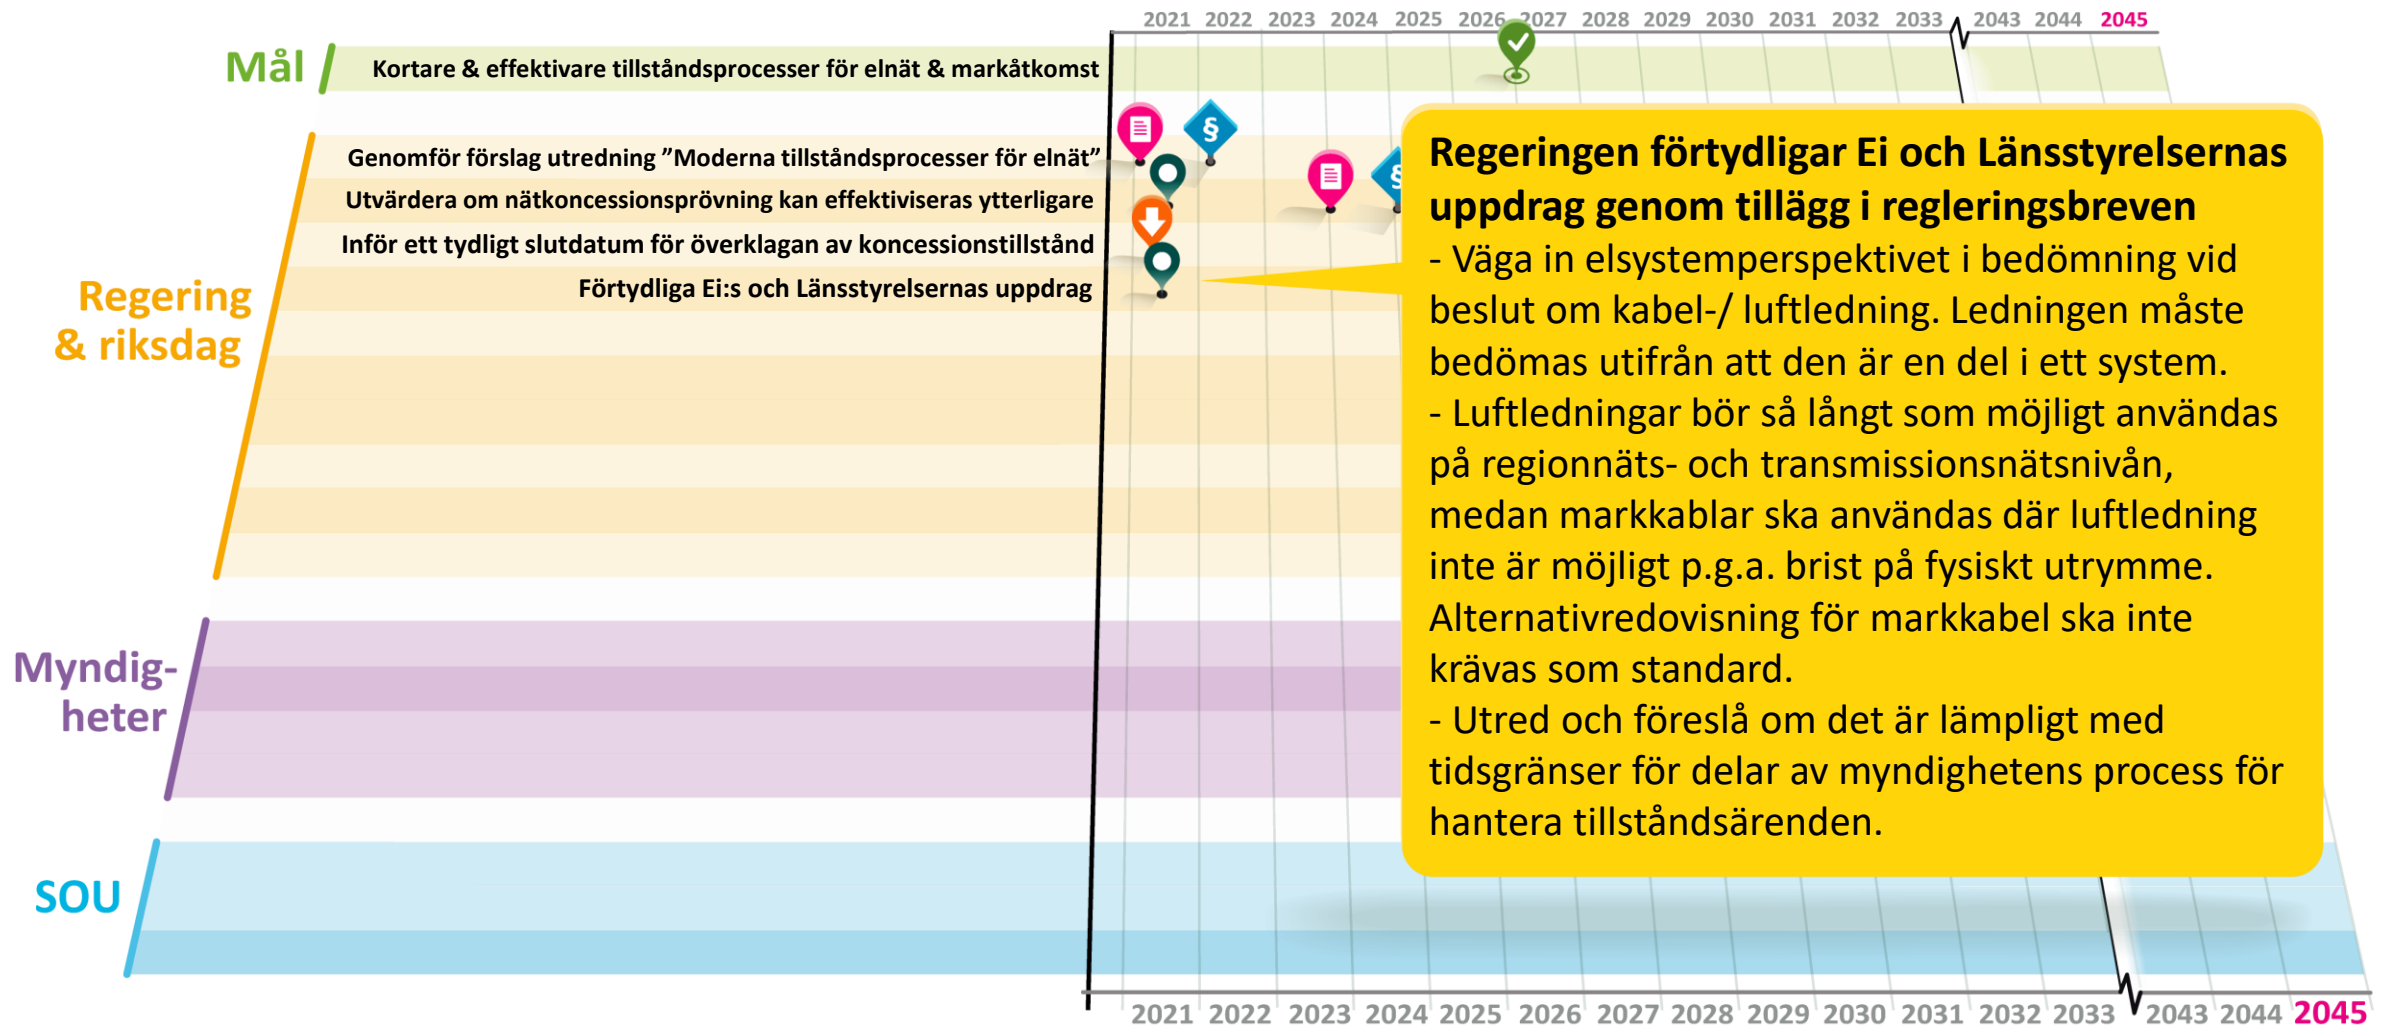 2021 2022 2023 2024 2025 2026 2027 2028 2029 2030 2031 2032 2033 2043 2044 2045
Mål
Kortare & effektivare tillståndsprocesser för elnät & markåtkomst
Regering
& riksdag
Genomför förslag utredning ”Moderna tillståndsprocesser för elnät”
Utvärdera om nätkoncessionsprövning kan effektiviseras ytterligare
Inför ett tydligt slutdatum för överklagan av koncessionstillstånd
Förtydliga Ei:s och Länsstyrelsernas uppdrag
§
§
Regeringen förtydligar Ei och Länsstyrelsernas
uppdrag genom tillägg i regleringsbreven
- Väga in elsystemperspektivet i bedömning vid
beslut om kabel-/ luftledning. Ledningen måste
bedömas utifrån att den är en del i ett system.
- Luftledningar bör så långt som möjligt användas
på regionnäts- och transmissionsnätsnivån,
medan markkablar ska användas där luftledning
inte är möjligt p.g.a. brist på fysiskt utrymme.
Alternativredovisning för markkabel ska inte
krävas som standard.
- Utred och föreslå om det är lämpligt med
tidsgränser för delar av myndighetens process för
hantera tillståndsärenden.
Myndig-
heter
SOU
2021 2022 2023 2024 2025 2026 2027 2028 2029 2030 2031 2032 2033 2043 2044 2045